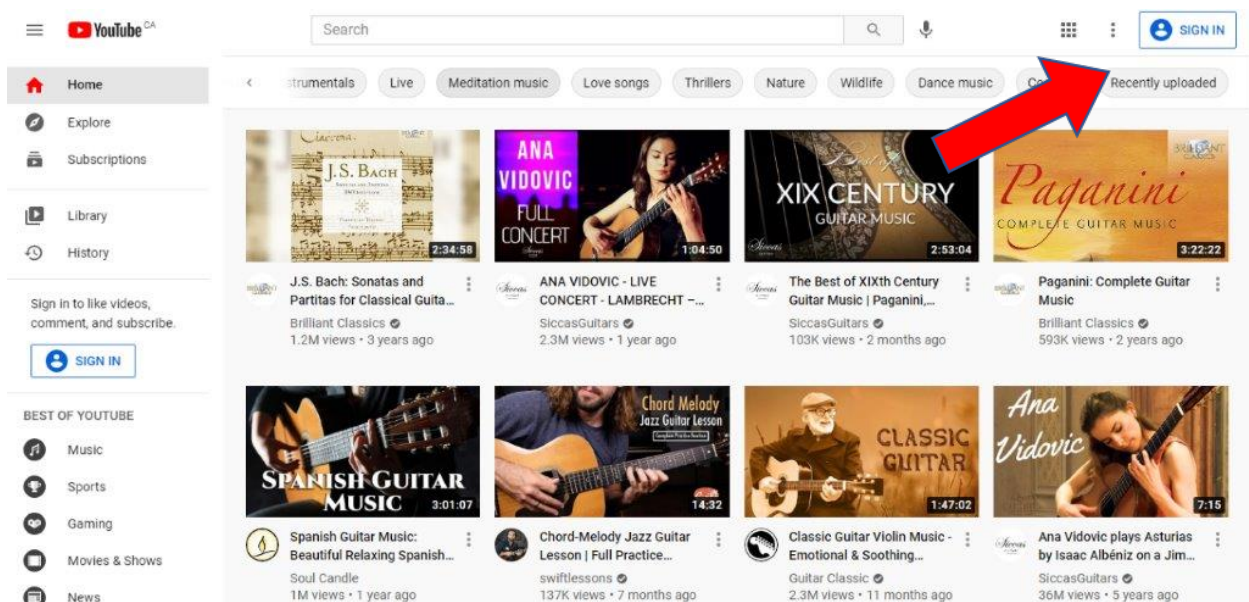 YouTube CA
Search
SIGN IN
Home
Explore
Subscriptions
Library
History
Sign in to like videos,
comment, and subscribe.
SIGN IN
BEST OF YOUTUBE
Music
Sports
Gaming
Movies & Shows
News
strumentals
Live
Meditation music
Love songs
Thrillers
Nature
Wildlife
Dance music
Recently uploaded
J.S. BACH
2:34:58
J.S. Bach: Sonatas and
Partitas for Classical Guita...
Brilliant Classics
1.2M views • 3 years ago
ANA
VIDOVIC
FULL
CONCERT
1:04:50
ANA VIDOVIC - LIVE
CONCERT - LAMBRECHT –...
SiccasGuitars
2.3M views • 1 year ago
Best of
XIX CENTURY
GUITAR MUSIC
Siccas
2:53:04
The Best of XIXth Century
Guitar Music | Paganini,...
SiccasGuitars
103K views • 2 months ago
BRILLIANT
CLASSICS
Paganini
COMPLETE GUITAR MUSIC
3:22:22
Paganini: Complete Guitar
Music
Brilliant Classics
593K views • 2 years ago
SPANISH GUITAR
MUSIC
3:01:07
Spanish Guitar Music:
Beautiful Relaxing Spanish...
Soul Candle
1M views • 1 year ago
Chord Melody
Jazz Guitar Lesson
14:32
Chord-Melody Jazz Guitar
Lesson | Full Practice...
swiftlessons
137K views • 7 months ago
CLASSIC
GUITAR
1:47:02
Classic Guitar Violin Music -
Emotional & Soothing...
Guitar Classic
2.3M views • 11 months ago
Ana
Vidovic
7:15
Ana Vidovic plays Asturias
by Isaac Albéniz on a Jim...
SiccasGuitars
36M views • 5 years ago